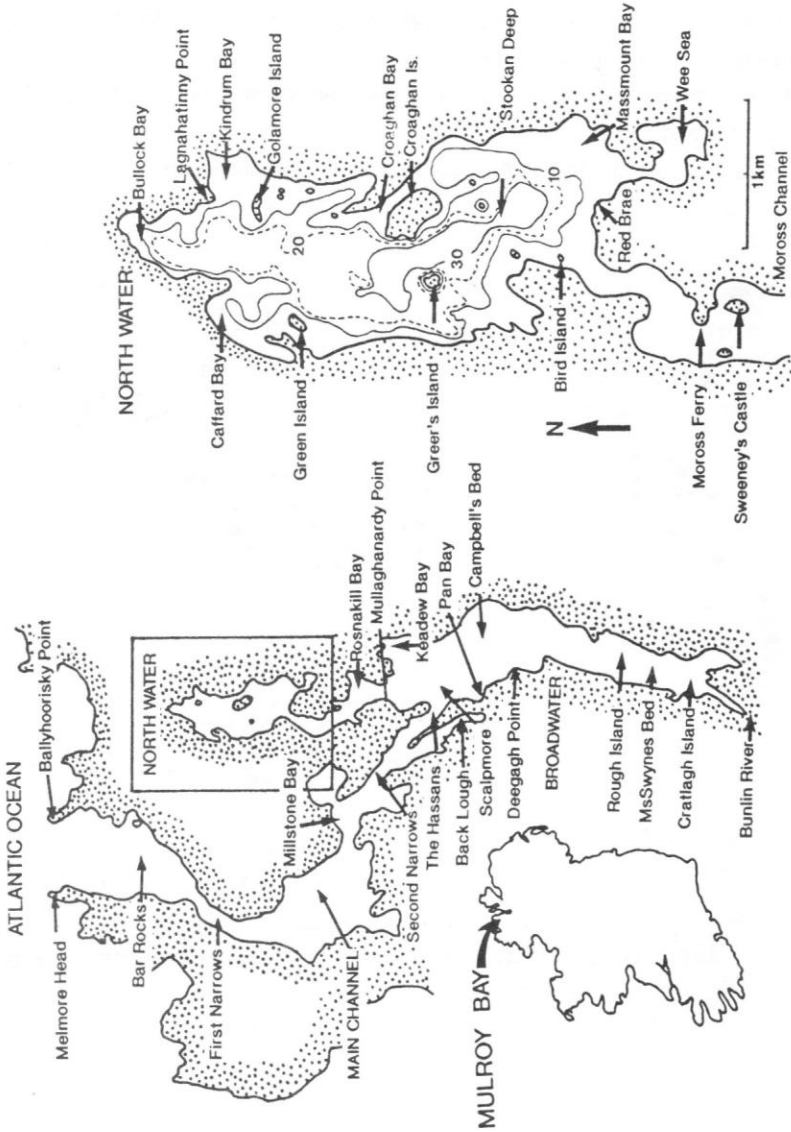 ATLANTIC OCEAN
Melmore Head
Ballyhoorisky Point
Bar Rocks
First Narrows
MAIN CHANNEL
NORTH WATER
Millstone Bay
Rosnakill Bay
Mullaghanardy Point
Second Narrows
Keadew Bay
The Hassans
Back Lough
Pan Bay
Scalpmore
Campbell's Bed
Deegagh Point
BROADWATER
Rough Island
MsSwynes Bed
Cratlagh Island
Bunlin River
MULROY BAY
NORTH WATER
Bullock Bay
Lagnahatinny Point
Kindrum Bay
Golamore Island
Caffard Bay
20
Green Island
Croaghan Bay
Croaghan Is.
30
Greer's Island
Stookan Deep
10
Bird Island
Massmount Bay
Red Brae
Wee Sea
N
Moross Ferry
Sweeney's Castle
1km
Moross Channel